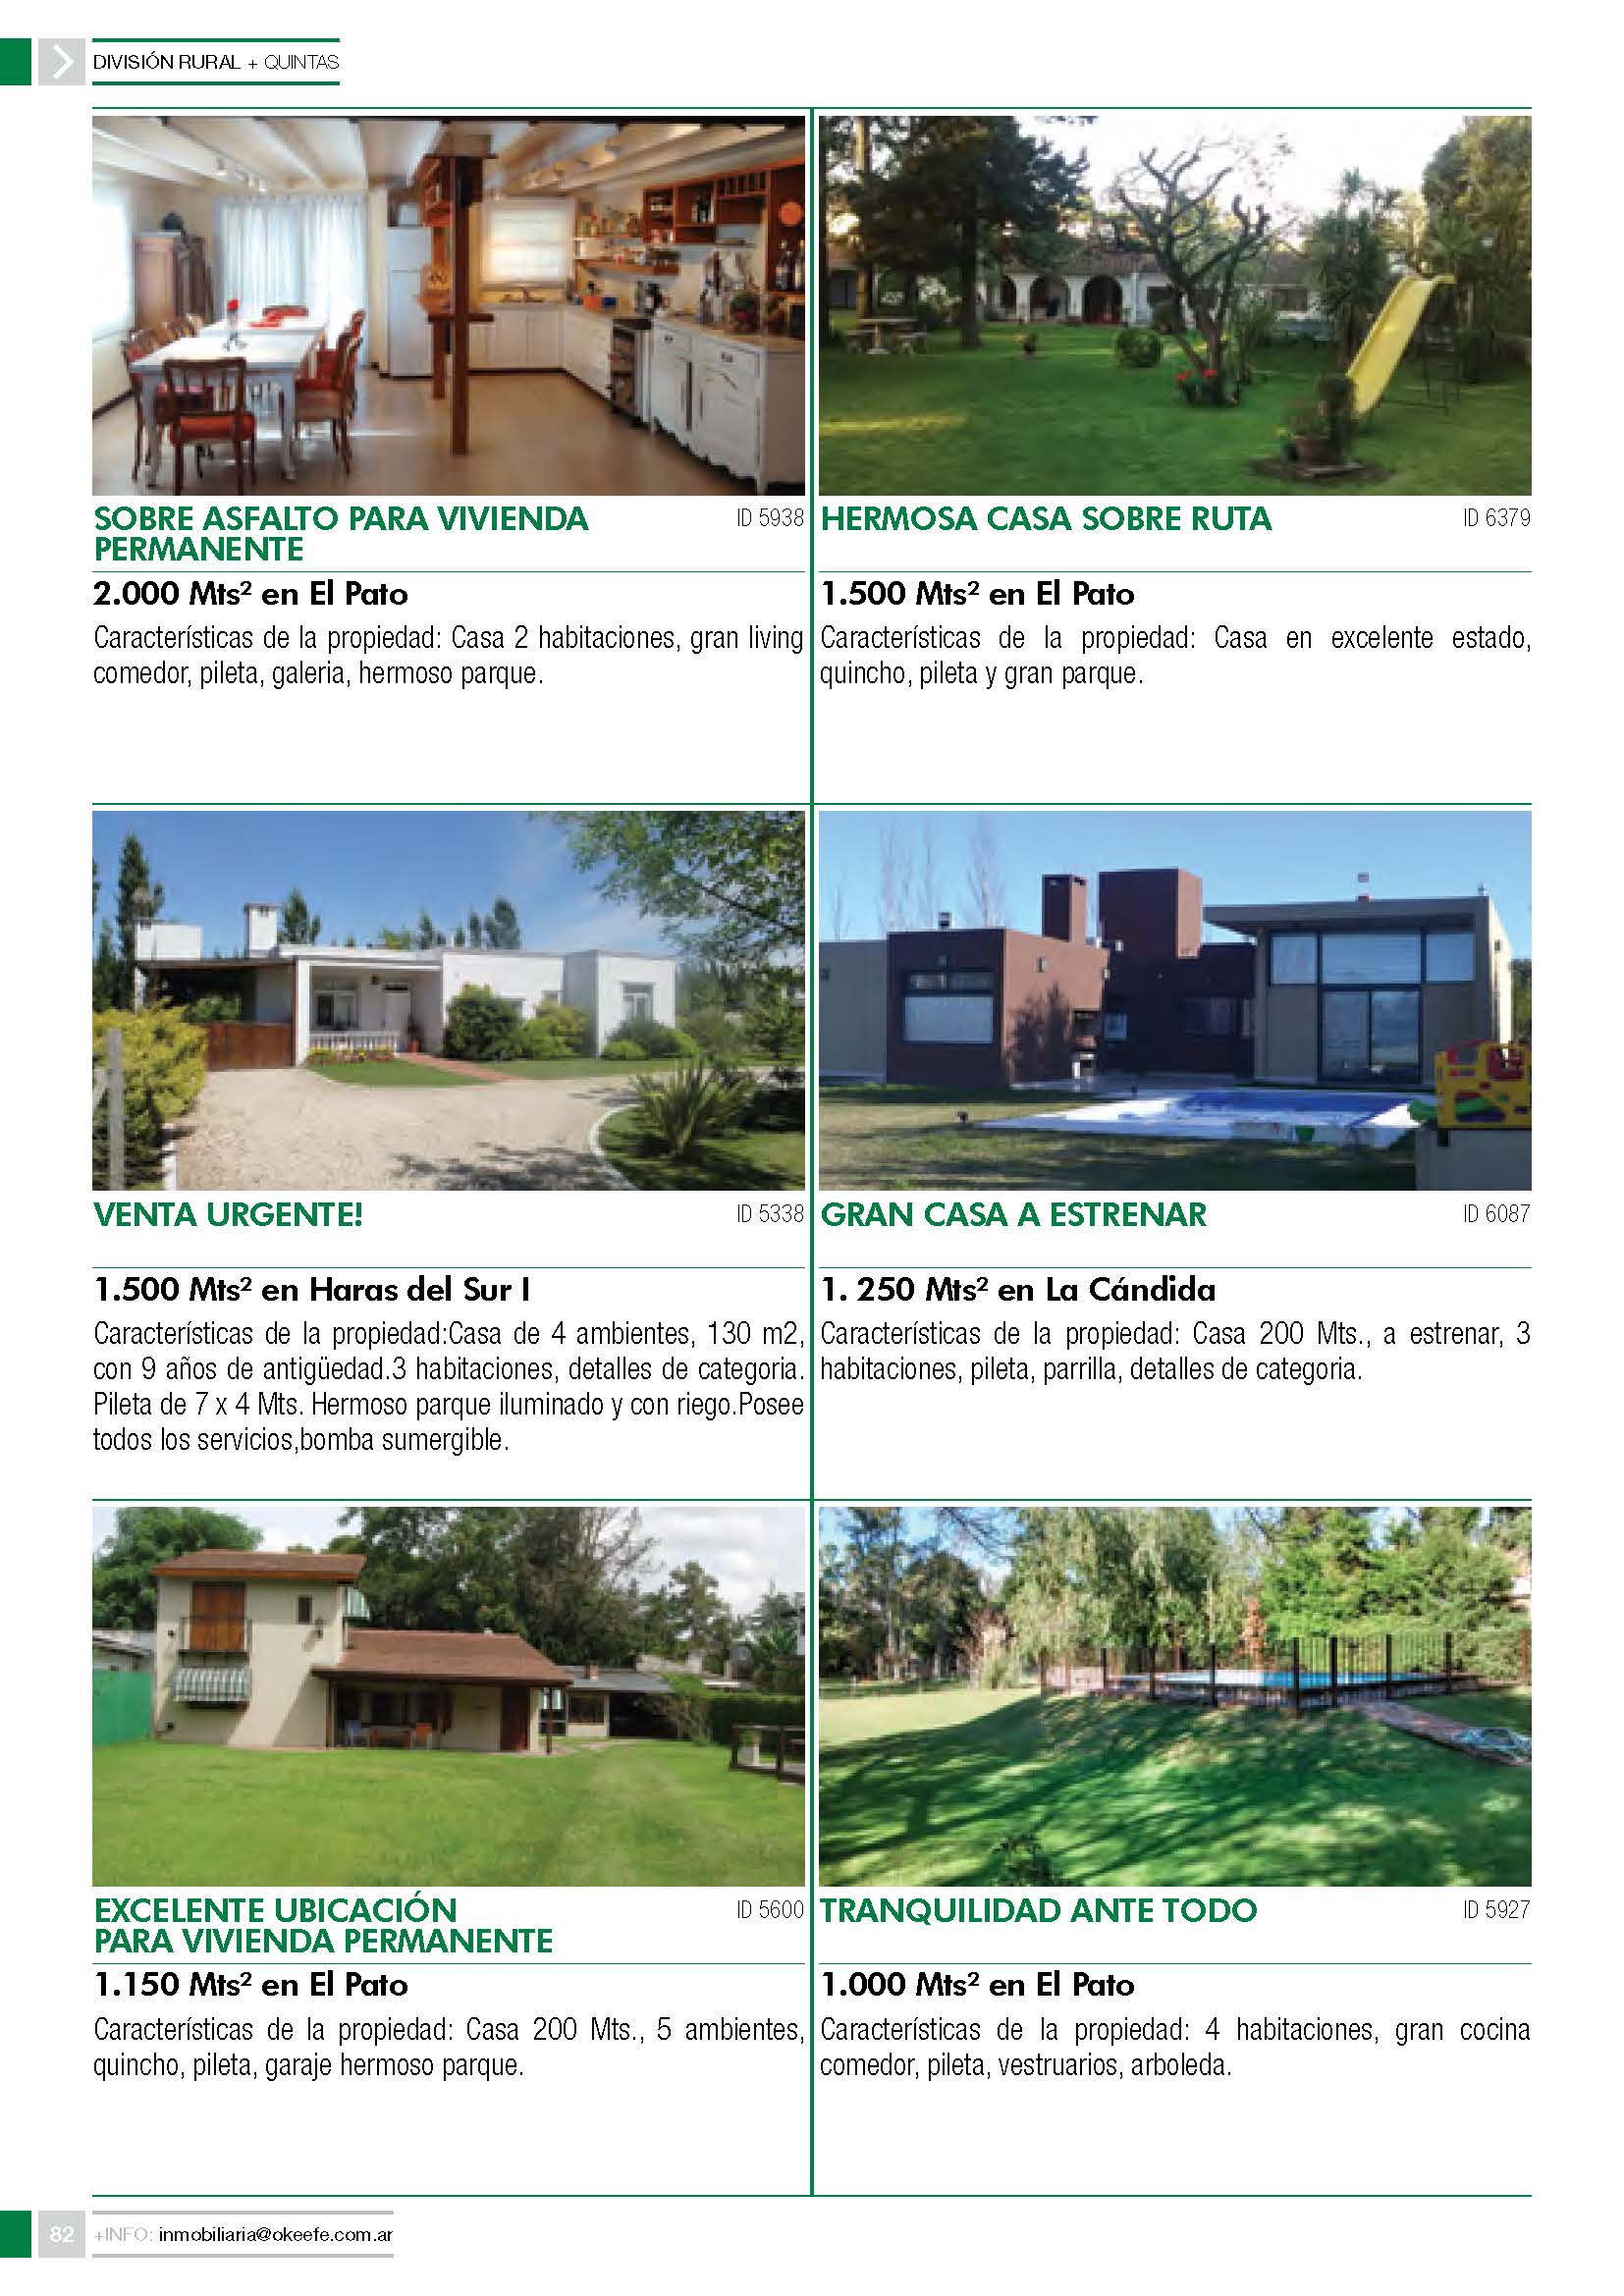 DIVISIÓN RURAL + QUINTAS
SOBRE ASFALTO PARA VIVIENDA
PERMANENTE
ID 5938
2.000 Mts² en El Pato
Características de la propiedad: Casa 2 habitaciones, gran living
comedor, pileta, galeria, hermoso parque.
HERMOSA CASA SOBRE RUTA
ID 6379
1.500 Mts² en El Pato
Características de la propiedad: Casa en excelente estado,
quincho, pileta y gran parque.
VENTA URGENTE!
ID 5338
1.500 Mts² en Haras del Sur I
Características de la propiedad:Casa de 4 ambientes, 130 m2,
con 9 años de antigüedad.3 habitaciones, detalles de categoria.
Pileta de 7 x 4 Mts. Hermoso parque iluminado y con riego.Posee
todos los servicios,bomba sumergible.
GRAN CASA A ESTRENAR
ID 6087
1. 250 Mts² en La Cándida
Características de la propiedad: Casa 200 Mts., a estrenar, 3
habitaciones, pileta, parrilla, detalles de categoria.
EXCELENTE UBICACIÓN
PARA VIVIENDA PERMANENTE
ID 5600
1.150 Mts² en El Pato
Características de la propiedad: Casa 200 Mts., 5 ambientes,
quincho, pileta, garaje hermoso parque.
TRANQUILIDAD ANTE TODO
ID 5927
1.000 Mts² en El Pato
Características de la propiedad: 4 habitaciones, gran cocina
comedor, pileta, vestruarios, arboleda.
82
+INFO: inmobiliaria@okeefe.com.ar